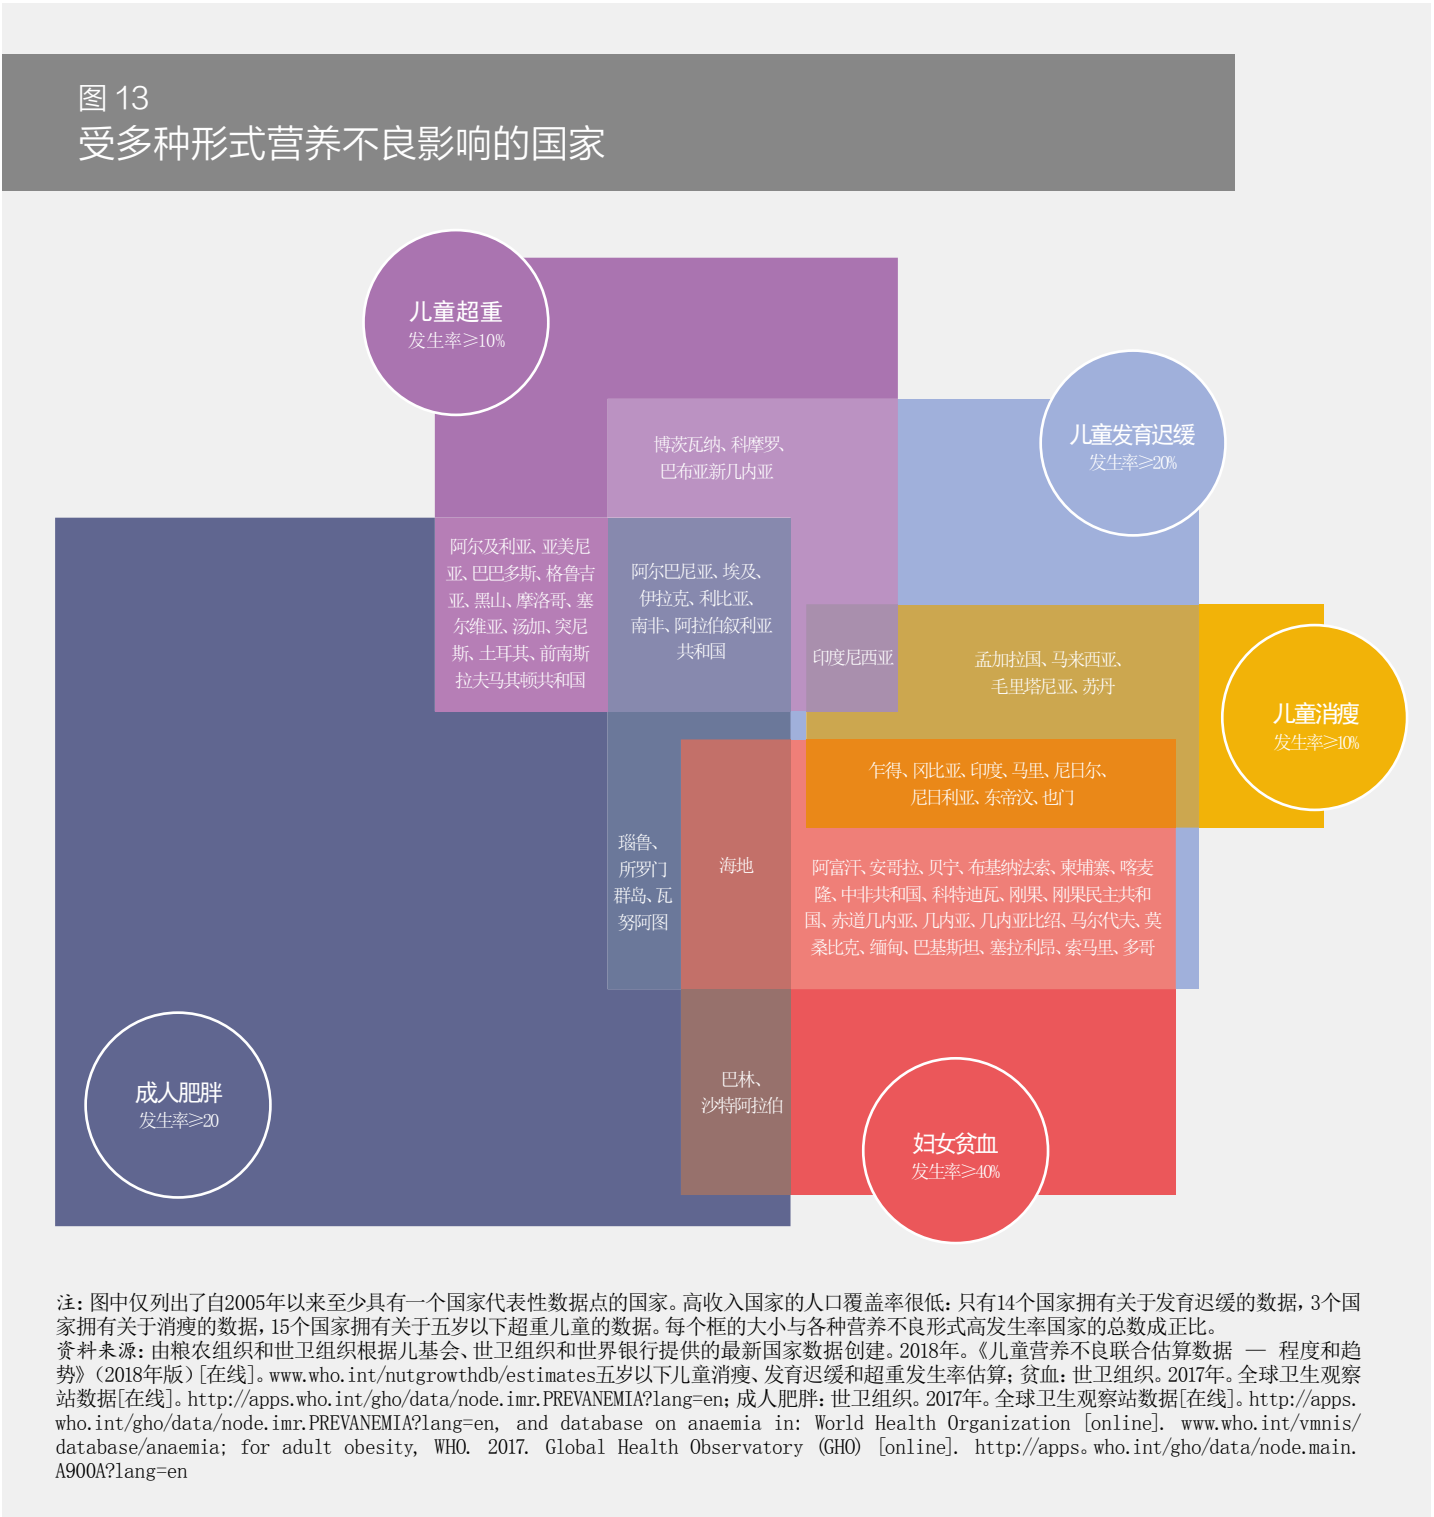 图 13
受多种形式营养不良影响的国家
儿童超重
发生率≥10%
儿童发育迟缓
发生率≥20%
博茨瓦纳、科摩罗、
巴布亚新几内亚
阿尔及利亚、亚美尼
亚、巴巴多斯、格鲁吉
亚、黑山、摩洛哥、塞
尔维亚、汤加、突尼
斯、土耳其、前南斯
拉夫马其顿共和国
阿尔巴尼亚、埃及、
伊拉克、利比亚、
南非、阿拉伯叙利亚
共和国
印度尼西亚
孟加拉国、马来西亚、
毛里塔尼亚、苏丹
儿童消瘦
发生率≥10%
乍得、冈比亚、印度、马里、尼日尔、
尼日利亚、东帝汶、也门
瑙鲁、
所罗门
群岛、瓦
努阿图
海地
阿富汗、安哥拉、贝宁、布基纳法索、柬埔寨、喀麦
隆、中非共和国、科特迪瓦、刚果、刚果民主共和
国、赤道几内亚、几内亚、几内亚比绍、马尔代夫、莫
桑比克、缅甸、巴基斯坦、塞拉利昂、索马里、多哥
巴林、
沙特阿拉伯
成人肥胖
发生率≥20
妇女贫血
发生率≥40%
注：图中仅列出了自2005年以来至少具有一个国家代表性数据点的国家。高收入国家的人口覆盖率很低：只有14个国家拥有关于发育迟缓的数据，3个国
家拥有关于消瘦的数据，15个国家拥有关于五岁以下超重儿童的数据。每个框的大小与各种营养不良形式高发生率国家的总数成正比。
资料来源：由粮农组织和世卫组织根据儿基会、世卫组织和世界银行提供的最新国家数据创建。2018年。《儿童营养不良联合估算数据 — 程度和趋
势》（2018年版）[在线]。www.who.int/nutgrowthdb/estimates五岁以下儿童消瘦、发育迟缓和超重发生率估算；贫血：世卫组织。2017年。全球卫生观察
站数据[在线]。http://apps.who.int/gho/data/node.imr.PREVANEMIA?lang=en；成人肥胖：世卫组织。2017年。全球卫生观察站数据[在线]。http://apps.
who.int/gho/data/node.imr.PREVANEMIA?lang=en, and database on anaemia in: World Health Organization [online]. www.who.int/vmnis/
database/anaemia; for adult obesity, WHO. 2017. Global Health Observatory (GHO) [online]. http://apps。who.int/gho/data/node.main.
A900A?lang=en